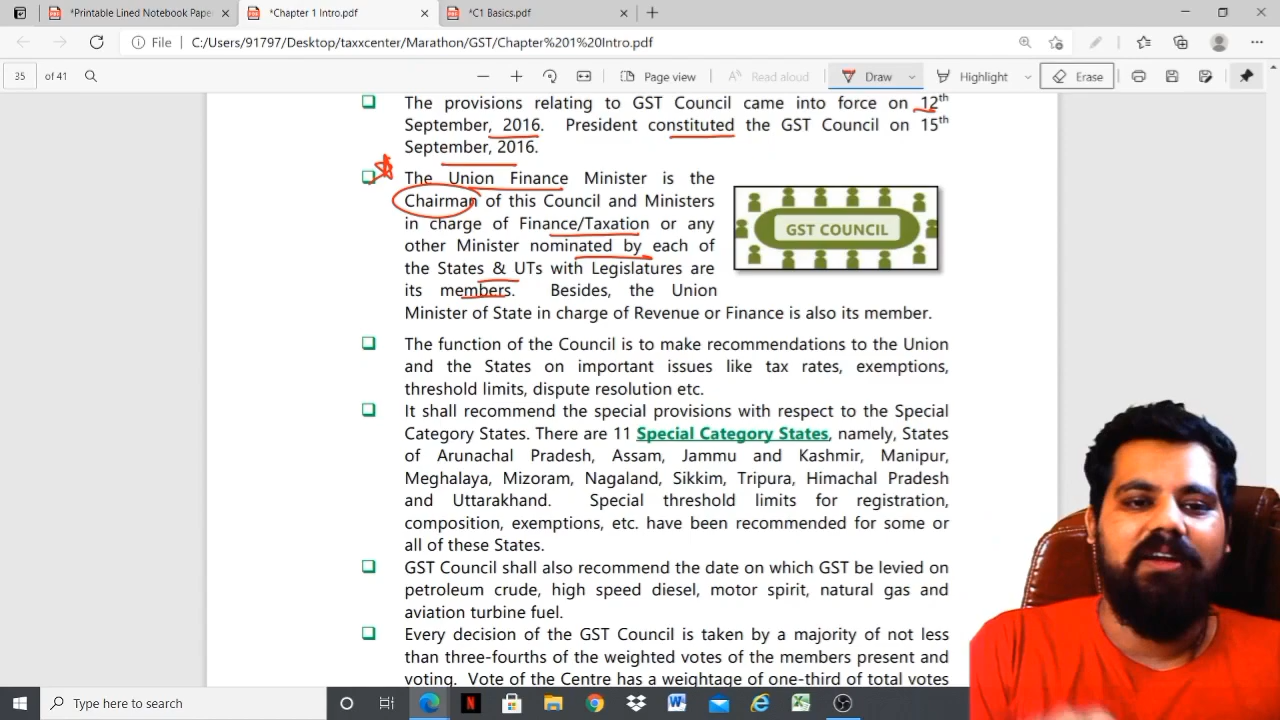 *Printable Lined Notebook Pape
*Chapter 1 Intro.pdf
*C1 Basics.pdf
File
C:/Users/91797/Desktop/taxxcenter/Marathon/GST/Chapter%201%20Intro.pdf
35 of 41
Page view
Read aloud
Draw
Highlight
Erase
The provisions relating to GST Council came into force on 12th
September, 2016. President constituted the GST Council on 15th
September, 2016.
The Union Finance Minister is the
Chairman of this Council and Ministers
in charge of Finance/Taxation or any
other Minister nominated by each of
the States & UTs with Legislatures are
its members. Besides, the Union
Minister of State in charge of Revenue or Finance is also its member.
GST COUNCIL
The function of the Council is to make recommendations to the Union
and the States on important issues like tax rates, exemptions,
threshold limits, dispute resolution etc.
It shall recommend the special provisions with respect to the Special
Category States. There are 11 Special Category States, namely, States
of Arunachal Pradesh, Assam, Jammu and Kashmir, Manipur,
Meghalaya, Mizoram, Nagaland, Sikkim, Tripura, Himachal Pradesh
and Uttarakhand. Special threshold limits for registration,
composition, exemptions, etc. have been recommended for some or
all of these States.
GST Council shall also recommend the date on which GST be levied on
petroleum crude, high speed diesel, motor spirit, natural gas and
aviation turbine fuel.
Every decision of the GST Council is taken by a majority of not less
than three-fourths of the weighted votes of the members present and
voting. Vote of the Centre has a weightage of one-third of total votes
Type here to search